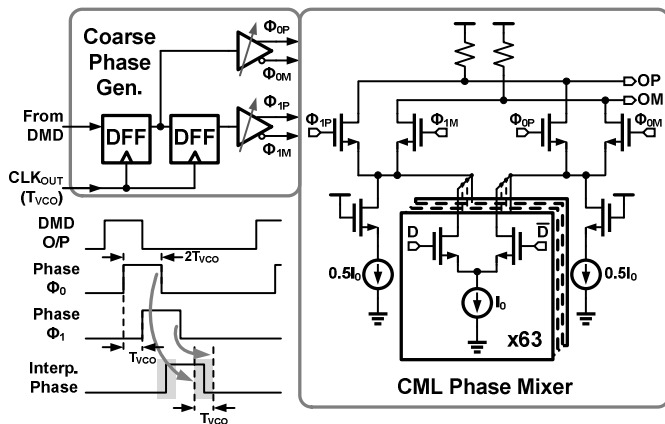 Coarse
Phase
Gen.
Φ0P
Φ0M
Φ1P
Φ1M
From
DMD
DFF
DFF
CLKOUT
(TVCO)
DMD
O/P
2TVCO
Phase
Φ0
Phase
Φ1
TVCO
Interp.
Phase
TVCO
OP
OM
Φ1P
Φ1M
Φ0P
Φ0M
D
D̅
0.5I0
I0
0.5I0
x63
CML Phase Mixer